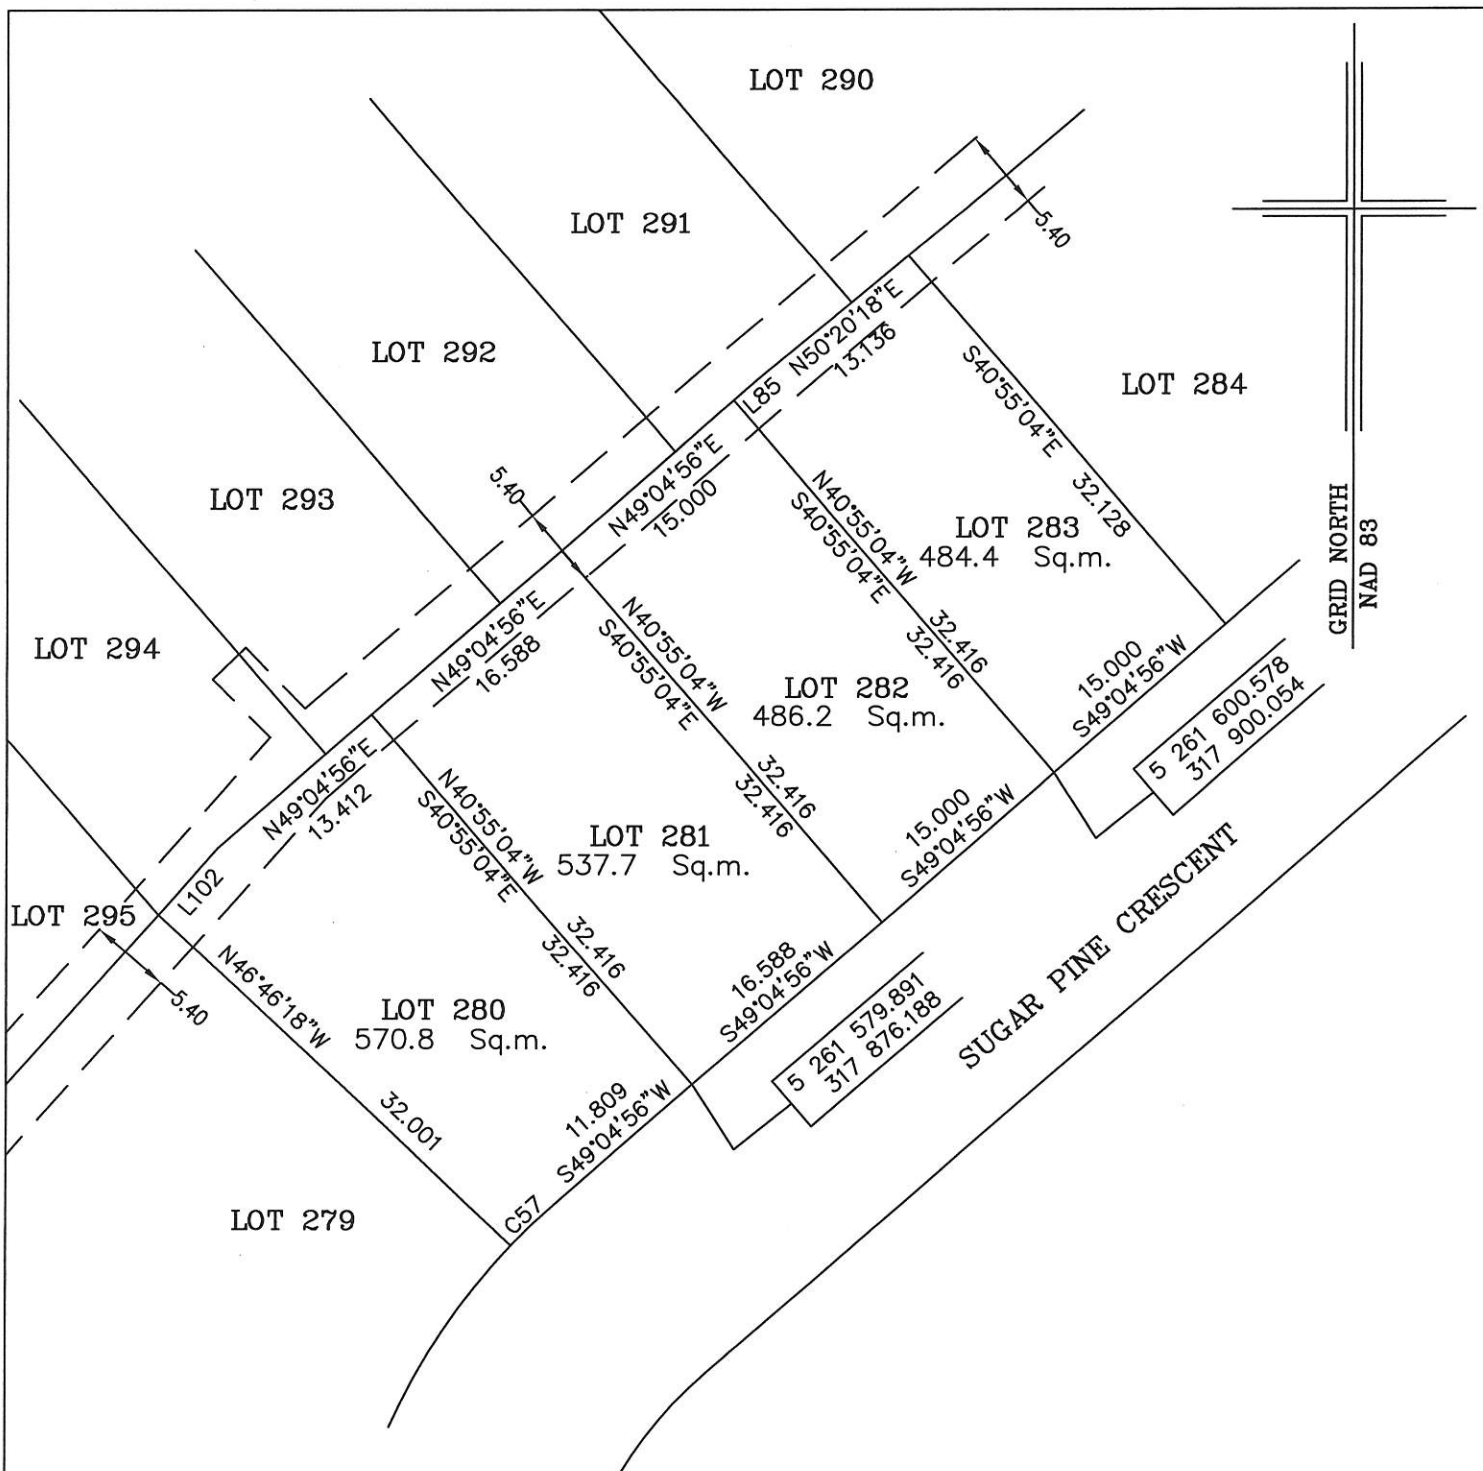 LOT 290
LOT 291
LOT 292
LOT 293
LOT 294
LOT 295
5.40
5.40
5.40
L85 N50°20'18"E
13.136
N49°04'56"E
15.000
N49°04'56"E
16.588
N49°04'56"E
13.412
L102
S40°55'04"E 32.128
LOT 284
LOT 283
484.4 Sq.m.
N40°55'04"W 32.416
S40°55'04"E 32.416
15.000
S49°04'56"W
LOT 282
486.2 Sq.m.
N40°55'04"W 32.416
S40°55'04"E 32.416
15.000
S49°04'56"W
LOT 281
537.7 Sq.m.
N40°55'04"W 32.416
S40°55'04"E 32.416
16.588
S49°04'56"W
LOT 280
570.8 Sq.m.
N46°46'18"W 32.001
11.809
S49°04'56"W
C57
LOT 279
5 261 600.578
317 900.054
5 261 579.891
317 876.188
SUGAR PINE CRESCENT
GRID NORTH
NAD 83